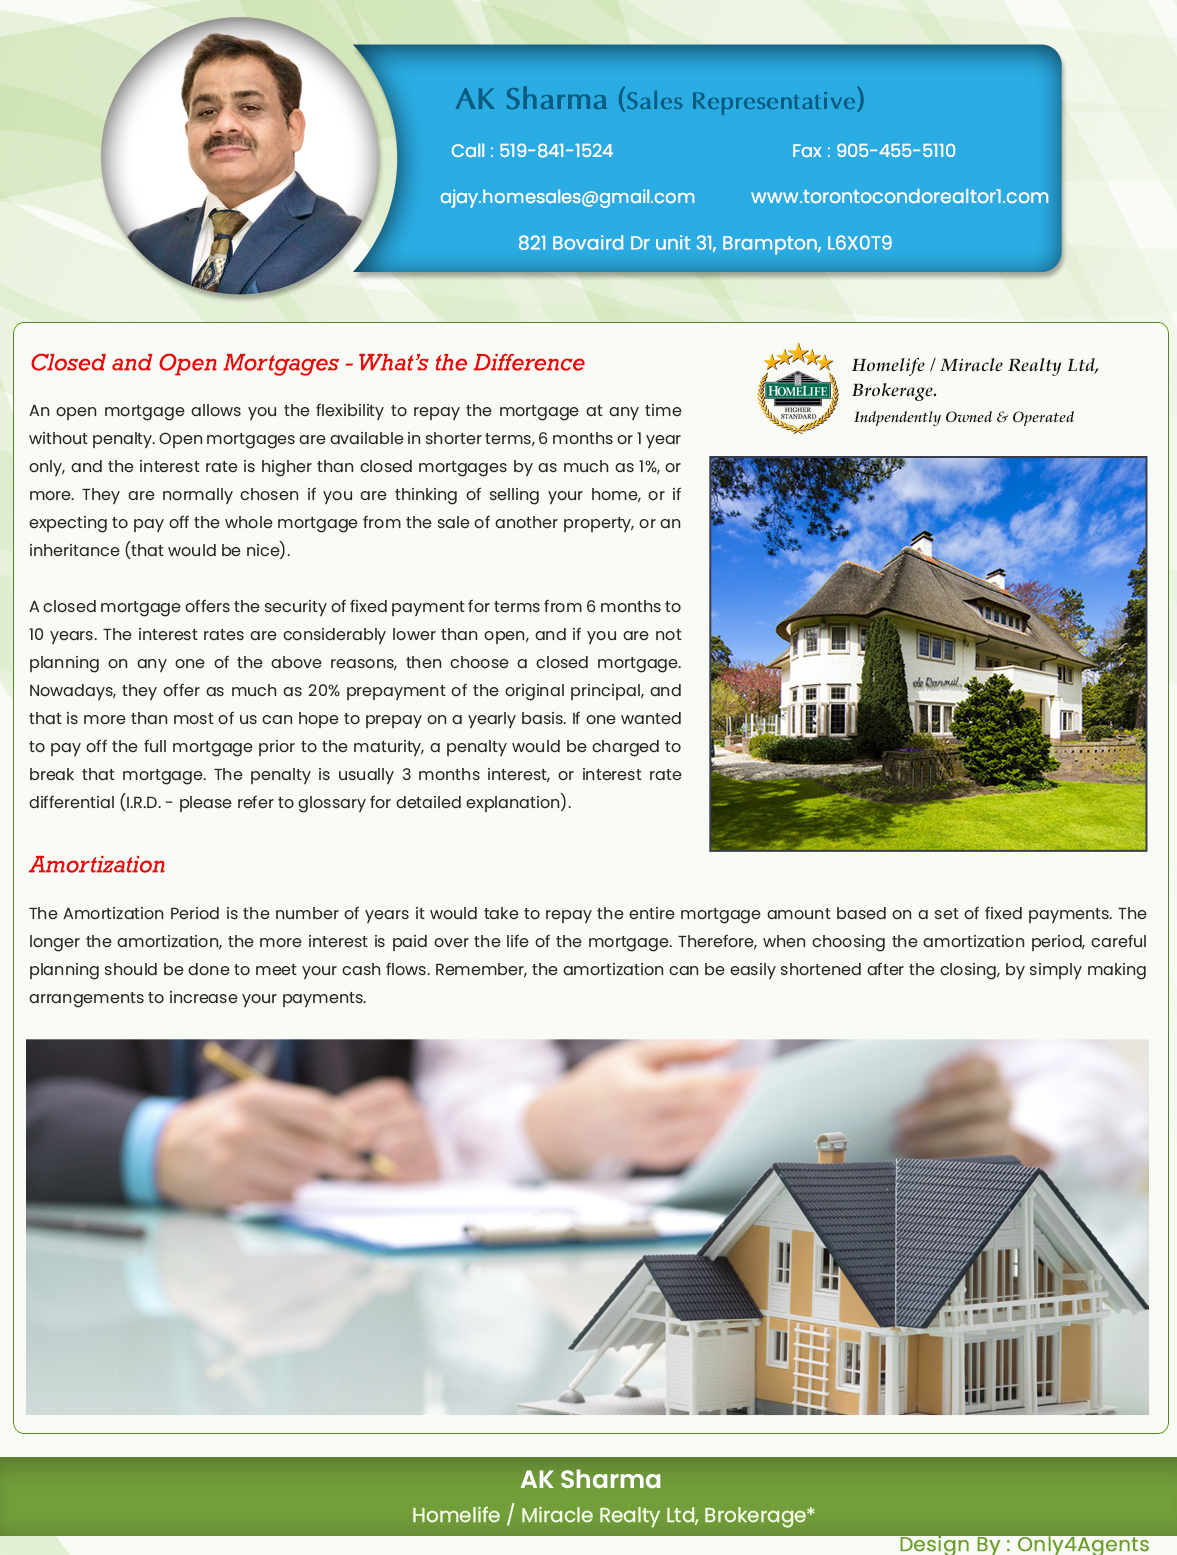 AK Sharma (Sales Representative)
Call : 519-841-1524
Fax : 905-455-5110
ajay.homesales@gmail.com
www.torontocondorealtor1.com
821 Bovaird Dr unit 31, Brampton, L6X0T9
Closed and Open Mortgages - What's the Difference
An open mortgage allows you the flexibility to repay the mortgage at any time
without penalty. Open mortgages are available in shorter terms, 6 months or 1 year
only, and the interest rate is higher than closed mortgages by as much as 1%, or
more. They are normally chosen if you are thinking of selling your home, or if
expecting to pay off the whole mortgage from the sale of another property, or an
inheritance (that would be nice).
A closed mortgage offers the security of fixed payment for terms from 6 months to
10 years. The interest rates are considerably lower than open, and if you are not
planning on any one of the above reasons, then choose a closed mortgage.
Nowadays, they offer as much as 20% prepayment of the original principal, and
that is more than most of us can hope to prepay on a yearly basis. If one wanted
to pay off the full mortgage prior to the maturity, a penalty would be charged to
break that mortgage. The penalty is usually 3 months interest, or interest rate
differential (I.R.D. - please refer to glossary for detailed explanation).
HOMELIFE
HIGHER
STANDARD
Homelife / Miracle Realty Ltd,
Brokerage.
Indpendently Owned & Operated
Amortization
The Amortization Period is the number of years it would take to repay the entire mortgage amount based on a set of fixed payments. The
longer the amortization, the more interest is paid over the life of the mortgage. Therefore, when choosing the amortization period, careful
planning should be done to meet your cash flows. Remember, the amortization can be easily shortened after the closing, by simply making
arrangements to increase your payments.
AK Sharma
Homelife / Miracle Realty Ltd, Brokerage*
Design By : Only4Agents